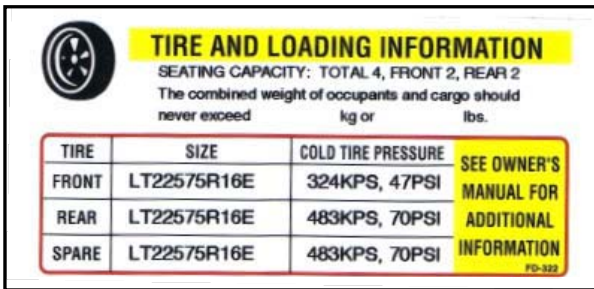 TIRE AND LOADING INFORMATION
SEATING CAPACITY: TOTAL 4, FRONT 2, REAR 2
The combined weight of occupants and cargo should
never exceed kg or lbs.
TIRE SIZE COLD TIRE PRESSURE
FRONT LT22575R16E 324KPS, 47PSI
REAR LT22575R16E 483KPS, 70PSI
SPARE LT22575R16E 483KPS, 70PSI
SEE OWNER'S
MANUAL FOR
ADDITIONAL
INFORMATION
FD-322